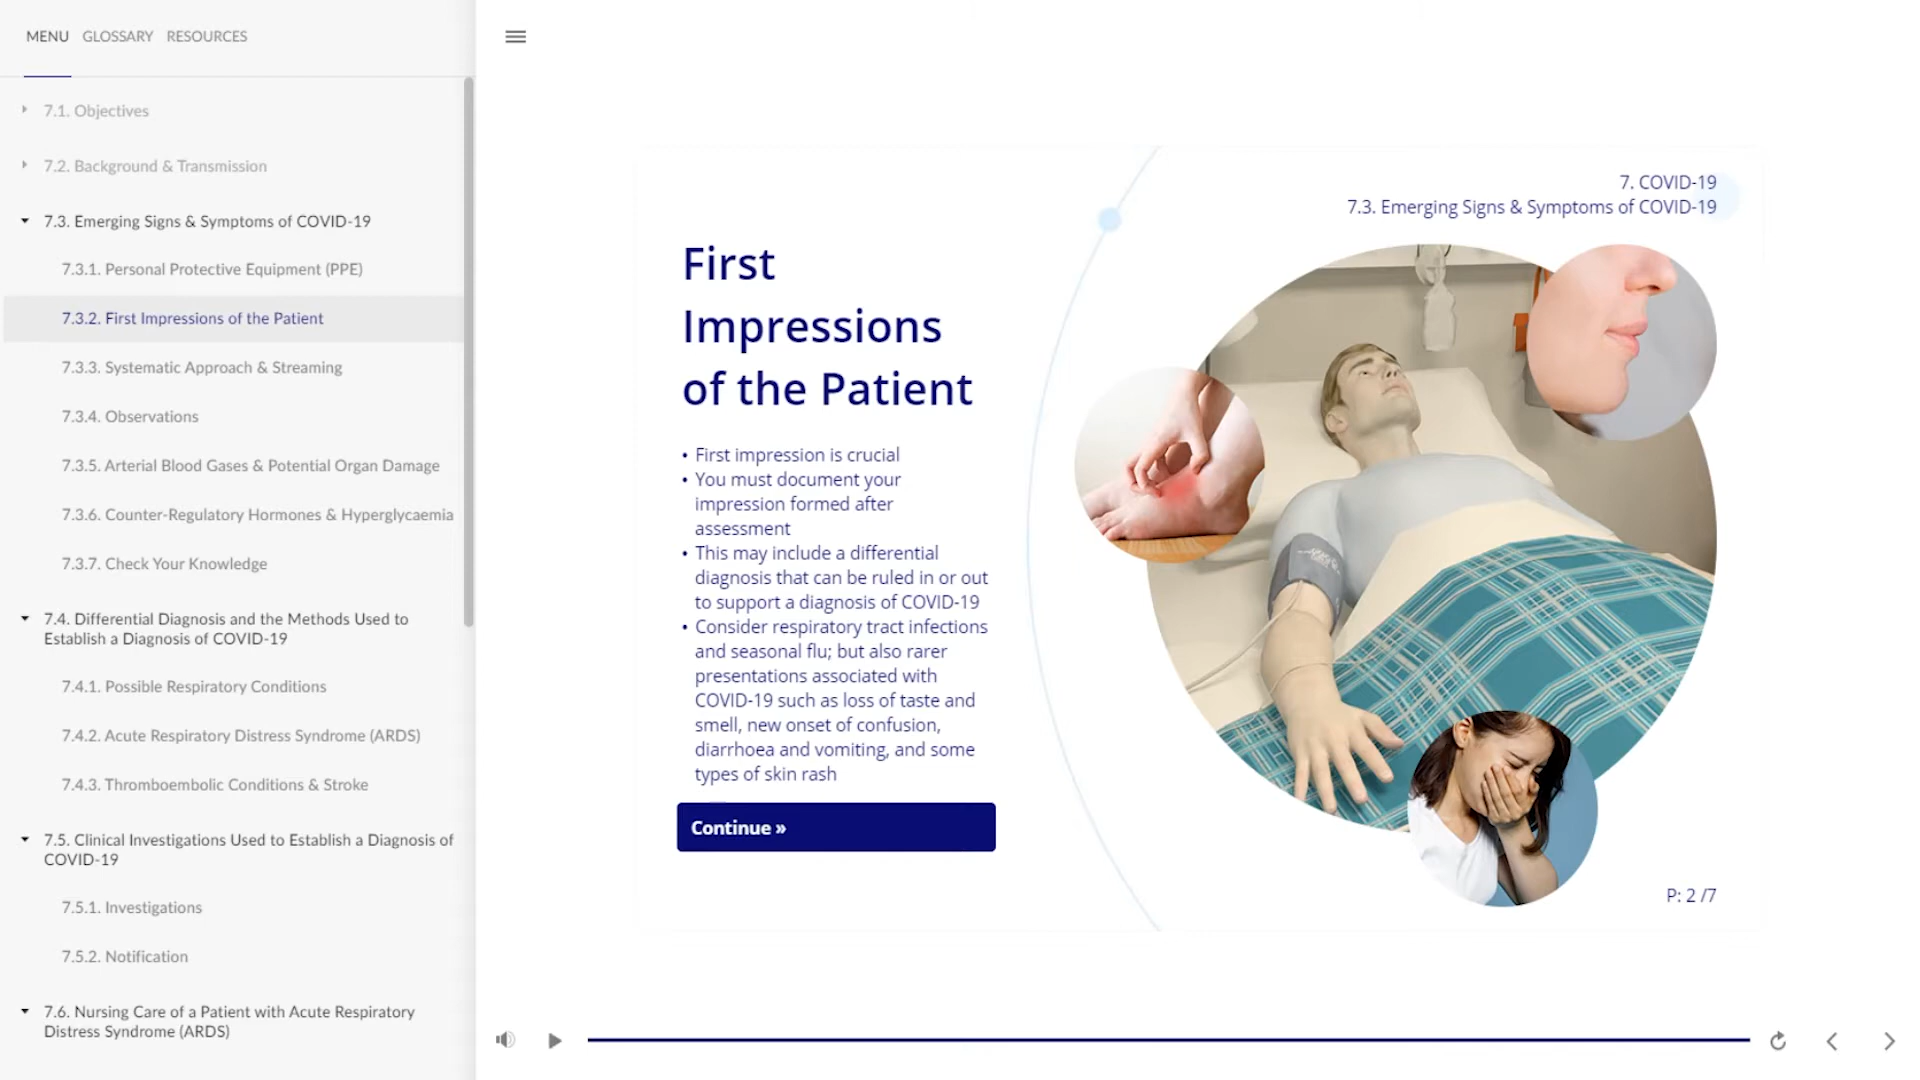 MENU GLOSSARY RESOURCES
7.1. Objectives
7.2. Background & Transmission
7.3. Emerging Signs & Symptoms of COVID-19
7.3.1. Personal Protective Equipment (PPE)
7.3.2. First Impressions of the Patient
7.3.3. Systematic Approach & Streaming
7.3.4. Observations
7.3.5. Arterial Blood Gases & Potential Organ Damage
7.3.6. Counter-Regulatory Hormones & Hyperglycaemia
7.3.7. Check Your Knowledge
7.4. Differential Diagnosis and the Methods Used to
Establish a Diagnosis of COVID-19
7.4.1. Possible Respiratory Conditions
7.4.2. Acute Respiratory Distress Syndrome (ARDS)
7.4.3. Thromboembolic Conditions & Stroke
7.5. Clinical Investigations Used to Establish a Diagnosis of
COVID-19
7.5.1. Investigations
7.5.2. Notification
7.6. Nursing Care of a Patient with Acute Respiratory
Distress Syndrome (ARDS)
7. COVID-19
7.3. Emerging Signs & Symptoms of COVID-19
First
Impressions
of the Patient
• First impression is crucial
• You must document your
impression formed after
assessment
• This may include a differential
diagnosis that can be ruled in or out
to support a diagnosis of COVID-19
• Consider respiratory tract infections
and seasonal flu; but also rarer
presentations associated with
COVID-19 such as loss of taste and
smell, new onset of confusion,
diarrhoea and vomiting, and some
types of skin rash
Continue »
P: 2 /7